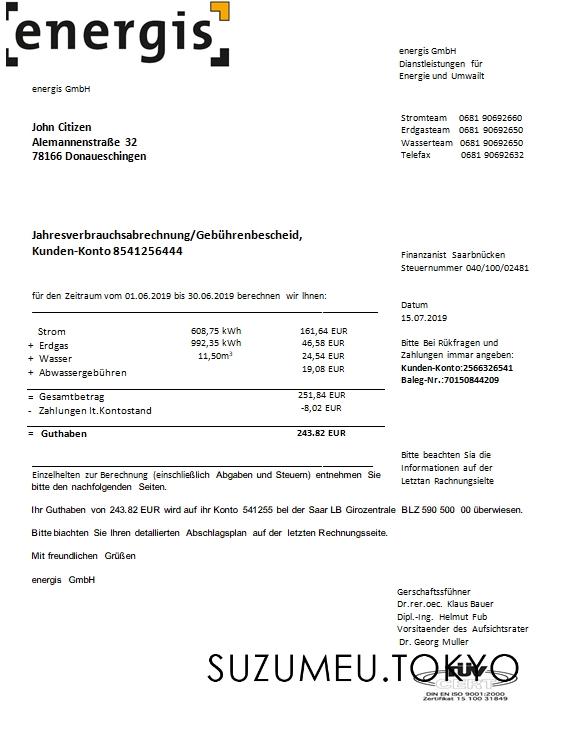 energis
energis GmbH
Dianstleistungen für
Energie und Umwailt
energis GmbH
Stromteam 0681 90692660
Erdgasteam 0681 90692650
Wasserteam 0681 90692650
Telefax 0681 90692632
John Citizen
Alemannenstraße 32
78166 Donaueschingen
Jahresverbrauchsabrechnung/Gebührenbescheid,
Kunden-Konto 8541256444
Finanzanist Saarbnücken
Steuernummer 040/100/02481
für den Zeitraum vom 01.06.2019 bis 30.06.2019 berechnen wir Ihnen:
Datum
15.07.2019
Strom 608,75 kWh 161,64 EUR
+ Erdgas 992,35 kWh 46,58 EUR
+ Wasser 11,50m³ 24,54 EUR
+ Abwassergebühren 19,08 EUR
Bitte Bei Rükfragen und
Zahlungen immar angeben:
Kunden-Konto:2566326541
Baleg-Nr.:70150844209
= Gesamtbetrag 251,84 EUR
- Zahlungen lt.Kontostand -8,02 EUR
= Guthaben 243.82 EUR
Bitte beachten Sia die
Informationen auf der
Letztan Rachnungsielte
Einzelheiten zur Berechnung (einschließlich Abgaben und Steuern) entnehmen Sie
bitte den nachfolgenden Seiten.
Ihr Guthaben von 243.82 EUR wird auf ihr Konto 541255 bel der Saar LB Girozentrale BLZ 590 500 00 überwiesen.
Bitte biachten Sie Ihren detallierten Abschlagsplan auf der letzten Rechnungsseite.
Mit freundlichen Grüßen
energis GmbH
Gerschaftssführer
Dr.rer.oec. Klaus Bauer
Dipl.-Ing. Helmut Fub
Vorsitaender des Aufsichtsrater
Dr. Georg Muller
SUZUMEU.TOKYO
TÜV
CERT
DIN EN ISO 9001:2000
Zertifikat 15 100 31849